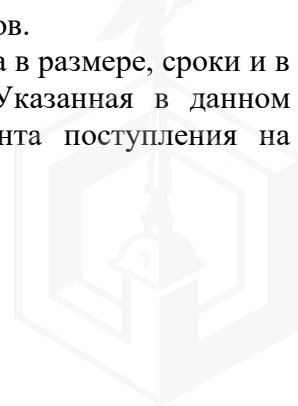 ов.
а в размере, сроки и в
Указанная в данном
нта поступления на